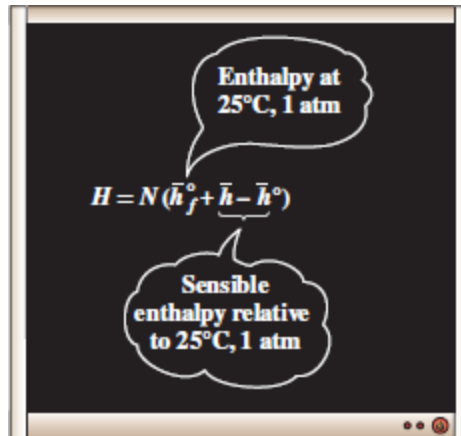 Enthalpy at
25°C, 1 atm
H = N(h̄°f + h̄ – h̄°)
Sensible
enthalpy relative
to 25°C, 1 atm